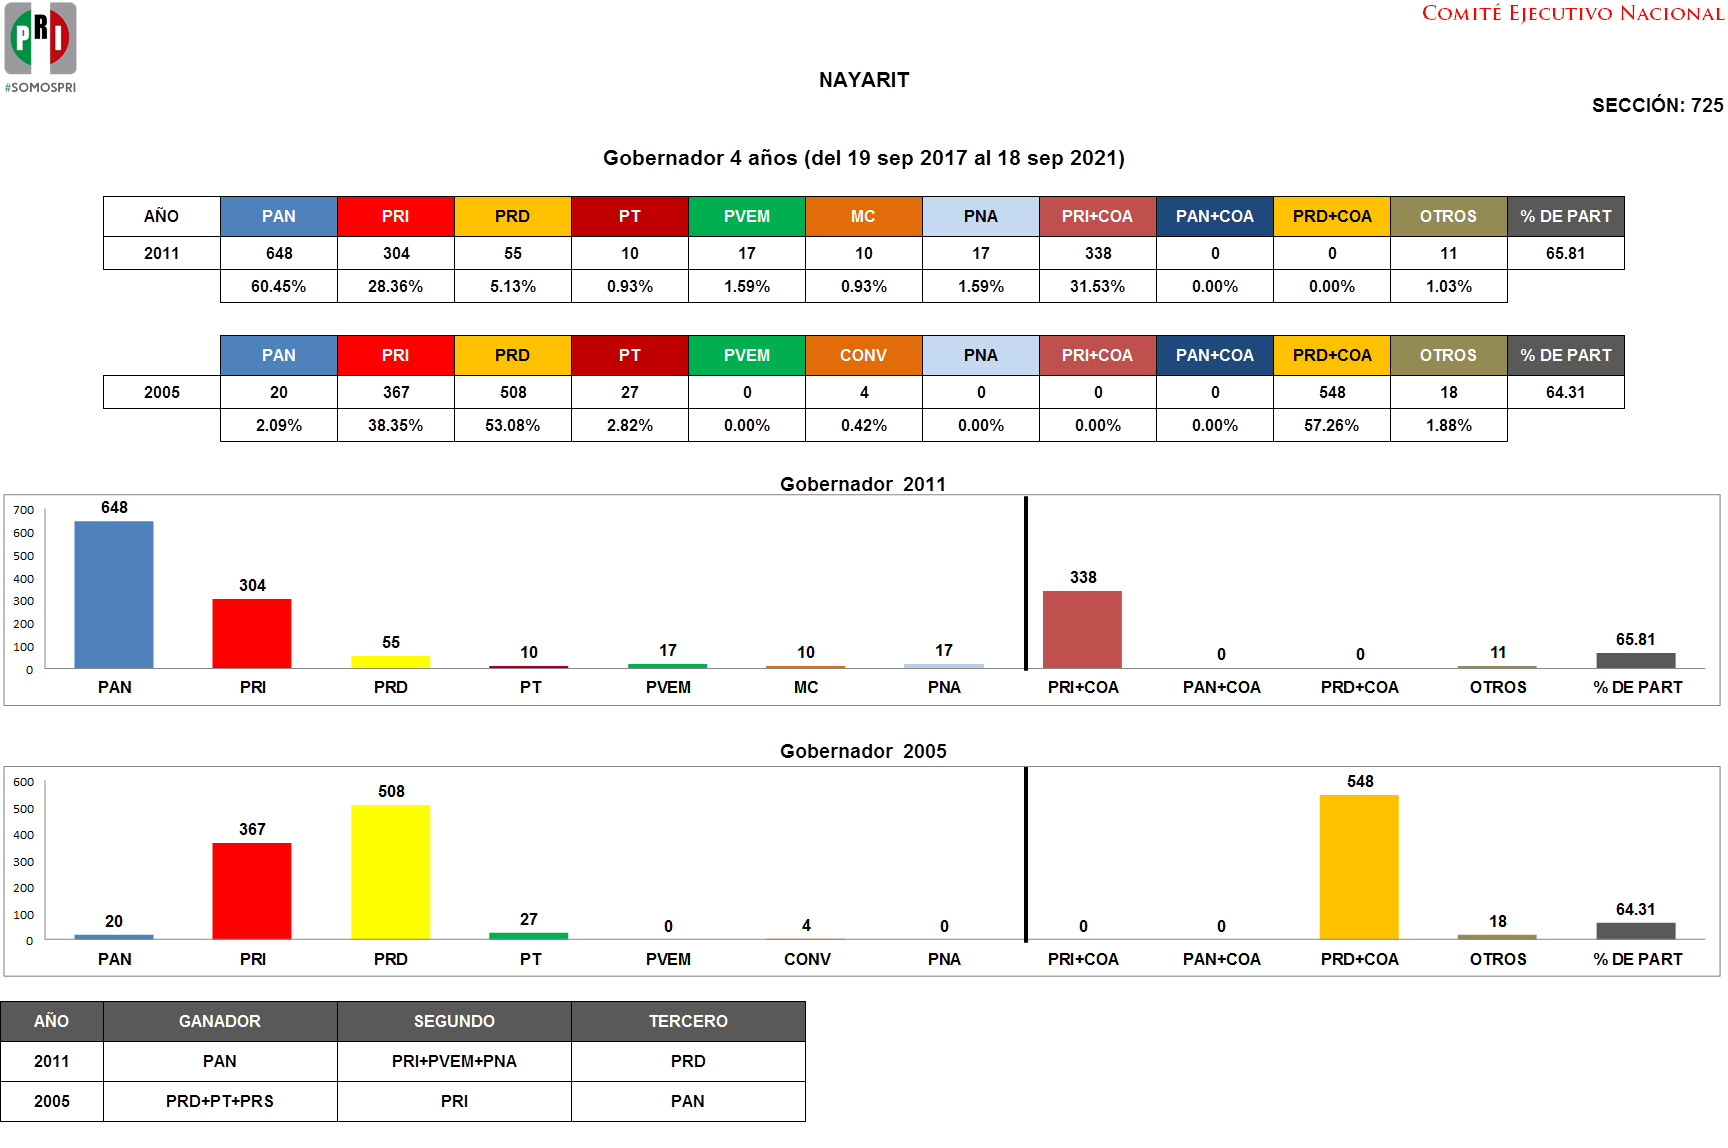 PRI
#SOMOSPRI
COMITÉ EJECUTIVO NACIONAL
NAYARIT
SECCIÓN: 725
Gobernador 4 años (del 19 sep 2017 al 18 sep 2021)
AÑO PAN PRI PRD PT PVEM MC PNA PRI+COA PAN+COA PRD+COA OTROS % DE PART
2011 648 304 55 10 17 10 17 338 0 0 11 65.81
60.45% 28.36% 5.13% 0.93% 1.59% 0.93% 1.59% 31.53% 0.00% 0.00% 1.03%
PAN PRI PRD PT PVEM CONV PNA PRI+COA PAN+COA PRD+COA OTROS % DE PART
2005 20 367 508 27 0 4 0 0 0 548 18 64.31
2.09% 38.35% 53.08% 2.82% 0.00% 0.42% 0.00% 0.00% 0.00% 57.26% 1.88%
Gobernador 2011
700
600
500
400
300
200
100
0
648 304 55 10 17 10 17 338 0 0 11 65.81
PAN PRI PRD PT PVEM MC PNA PRI+COA PAN+COA PRD+COA OTROS % DE PART
Gobernador 2005
600
500
400
300
200
100
0
20 367 508 27 0 4 0 0 0 548 18 64.31
PAN PRI PRD PT PVEM CONV PNA PRI+COA PAN+COA PRD+COA OTROS % DE PART
AÑO GANADOR SEGUNDO TERCERO
2011 PAN PRI+PVEM+PNA PRD
2005 PRD+PT+PRS PRI PAN